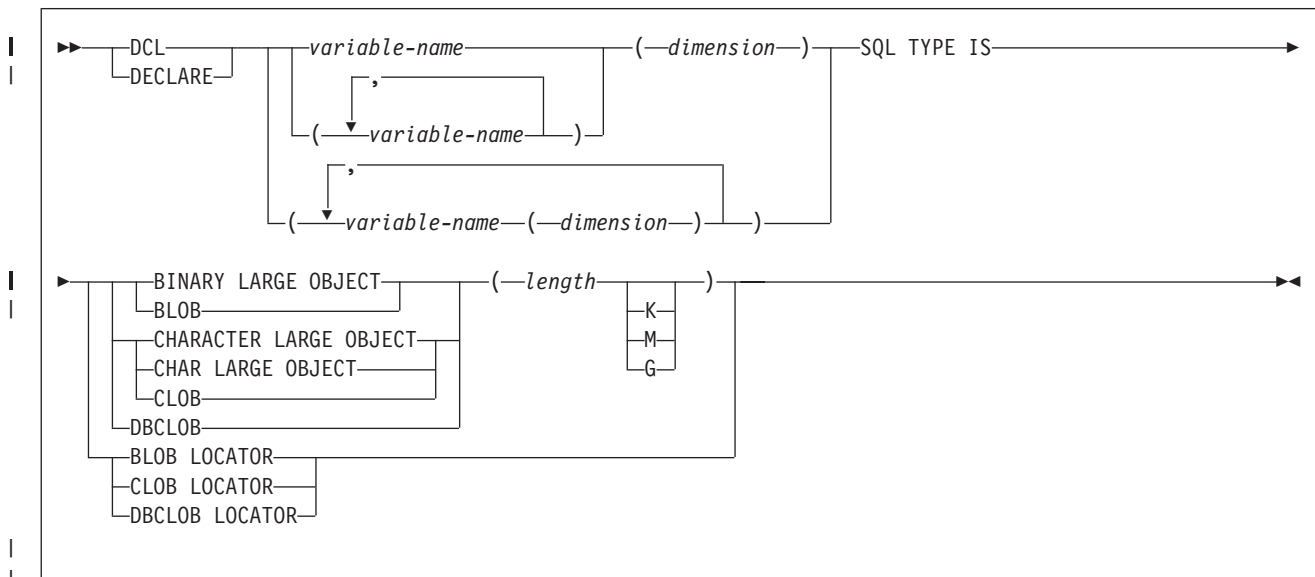 DCL variable-name ( dimension ) SQL TYPE IS
DECLARE ,
( variable-name )
,
( variable-name ( dimension ) )
BINARY LARGE OBJECT ( length )
BLOB K
CHARACTER LARGE OBJECT M
CHAR LARGE OBJECT G
CLOB
DBCLOB
BLOB LOCATOR
CLOB LOCATOR
DBCLOB LOCATOR